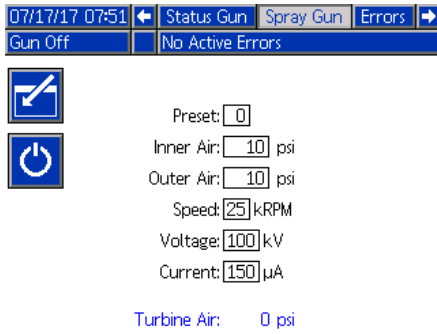 07/17/17 07:51 Status Gun Spray Gun Errors
Gun Off No Active Errors
Preset: 0
Inner Air: 10 psi
Outer Air: 10 psi
Speed: 25 kRPM
Voltage: 100 kV
Current: 150 µA
Turbine Air: 0 psi